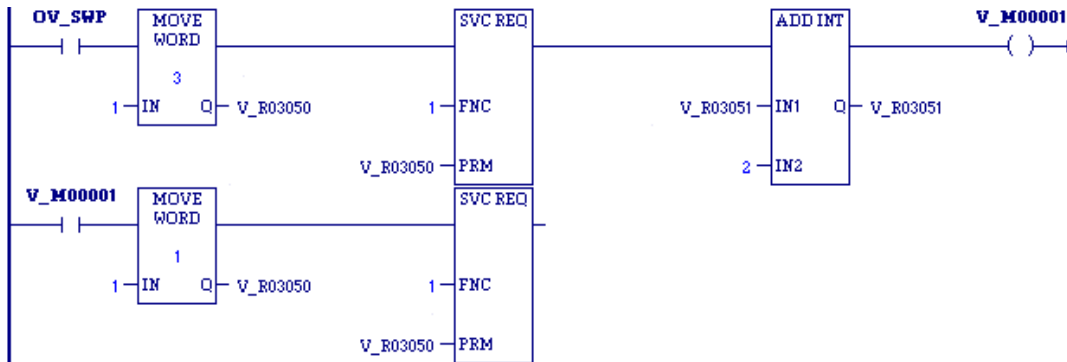 OV_SWP
MOVE
WORD
3
1 IN Q V_R03050
SVC REQ
1 FNC
V_R03050 PRM
ADD INT
V_R03051 IN1 Q V_R03051
2 IN2
V_M00001
V_M00001
MOVE
WORD
1
1 IN Q V_R03050
SVC REQ
1 FNC
V_R03050 PRM